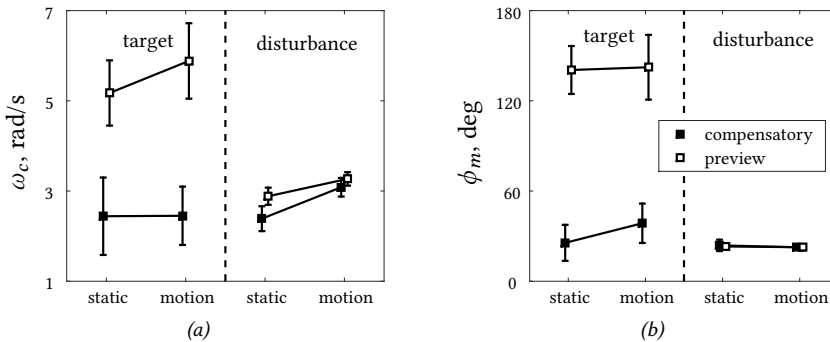 7
5
3
1
ω_c, rad/s
target
disturbance
static
motion
static
motion
(a)
180
120
60
0
ϕ_m, deg
target
disturbance
compensatory
preview
static
motion
static
motion
(b)